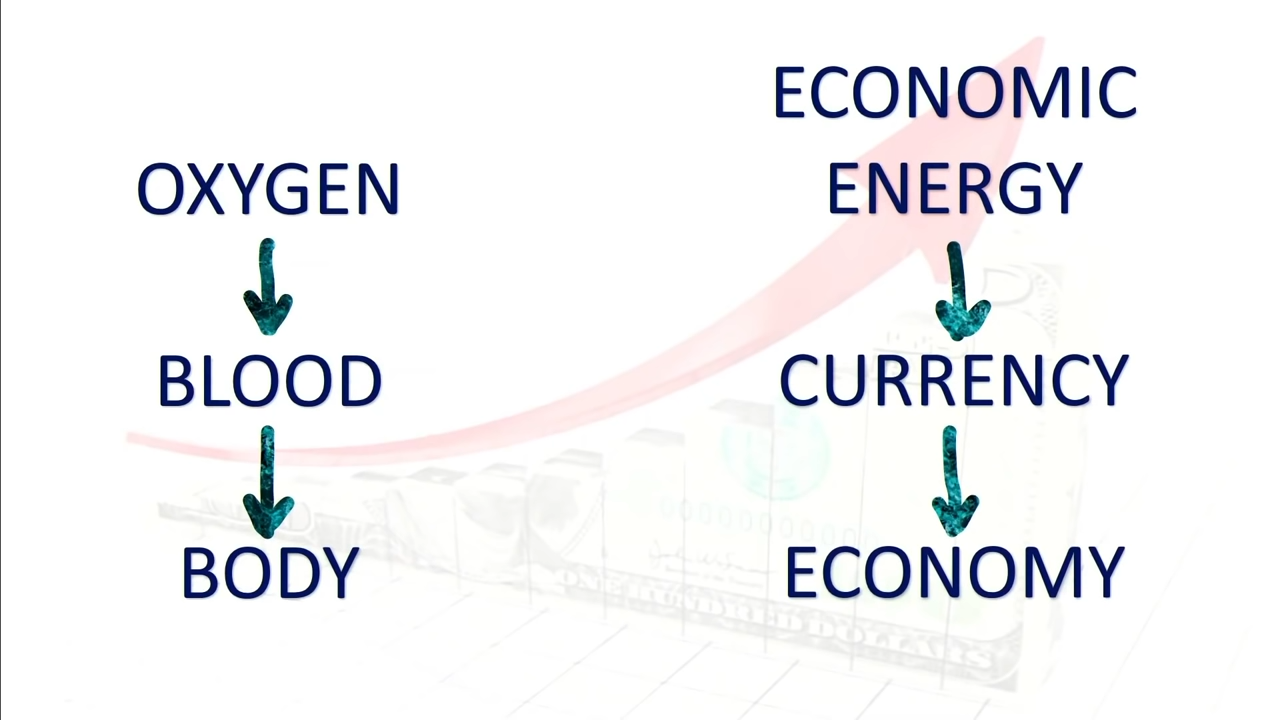 OXYGEN
BLOOD
BODY
ECONOMIC
ENERGY
CURRENCY
ECONOMY